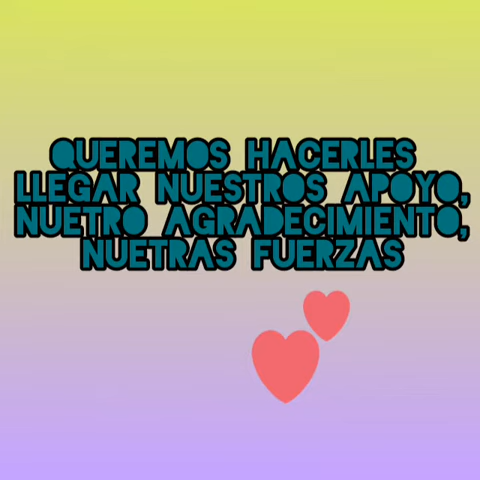 QUEREMOS HACERLES
LLEGAR NUESTROS APOYO,
NUETRO AGRADECIMIENTO,
NUETRAS FUERZAS